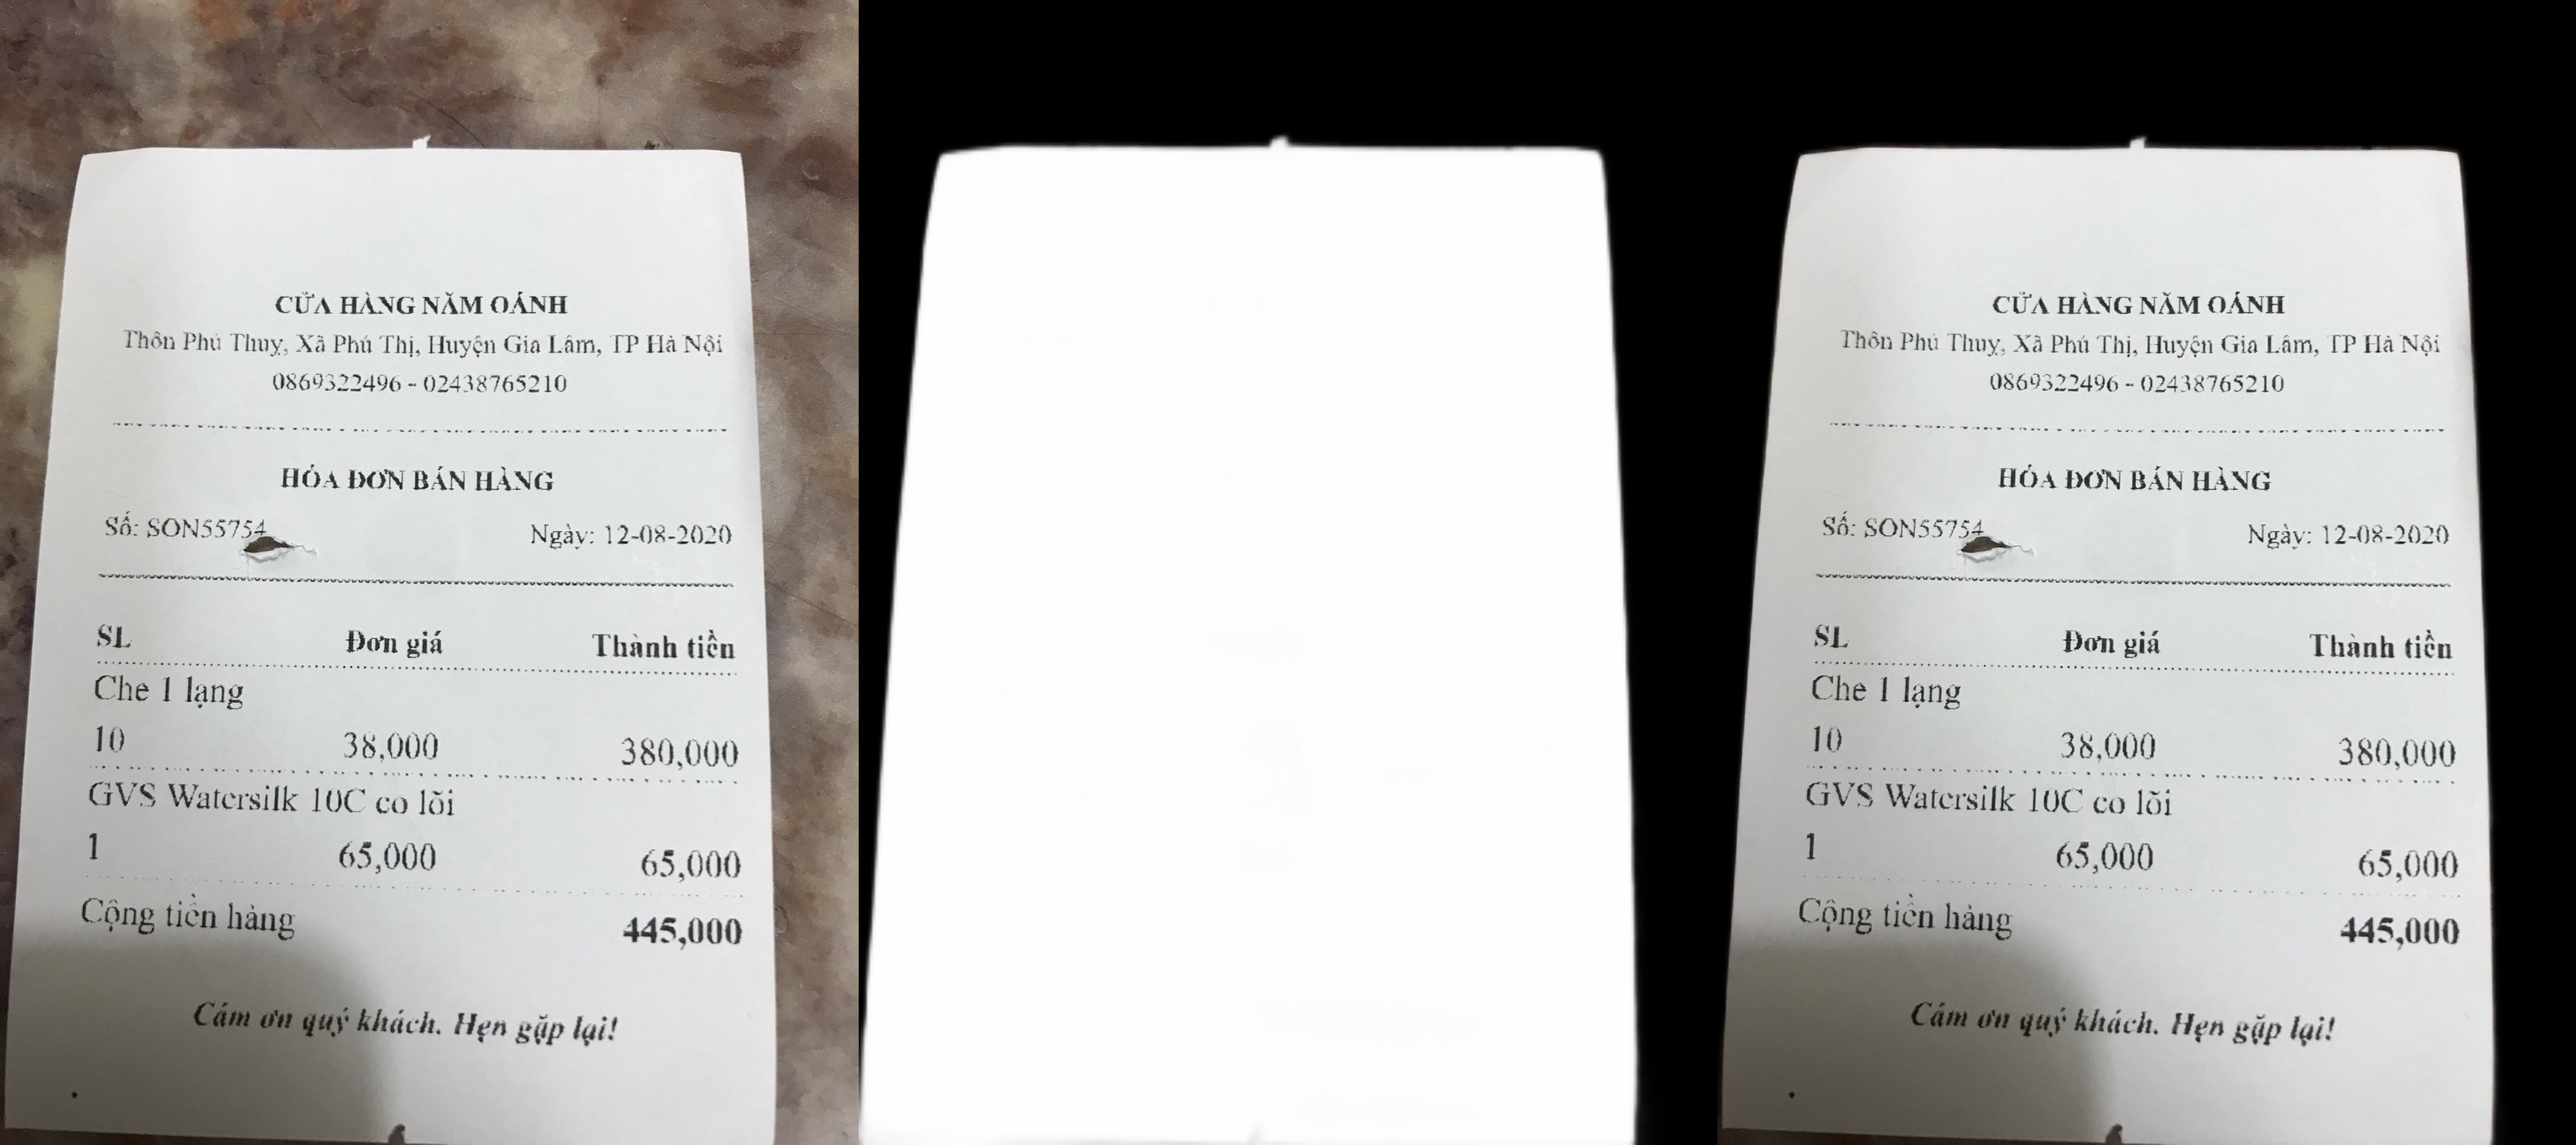 CỬA HÀNG NĂM OÁNH
Thôn Phú Thuy, Xã Phú Thị, Huyện Gia Lâm, TP Hà Nội
0869322496 - 02438765210
HÓA ĐƠN BÁN HÀNG
Số: SON55754 Ngày: 12-08-2020
SL Đơn giá Thành tiền
Che 1 lạng
10 38,000 380,000
GVS Watersilk 10C co lõi
1 65,000 65,000
Cộng tiền hàng 445,000
Cám ơn quý khách. Hẹn gặp lại!
CỬA HÀNG NĂM OÁNH
Thôn Phú Thuy, Xã Phú Thị, Huyện Gia Lâm, TP Hà Nội
0869322496 - 02438765210
HÓA ĐƠN BÁN HÀNG
Số: SON55754 Ngày: 12-08-2020
SL Đơn giá Thành tiền
Che 1 lạng
10 38,000 380,000
GVS Watersilk 10C co lõi
1 65,000 65,000
Cộng tiền hàng 445,000
Cám ơn quý khách. Hẹn gặp lại!